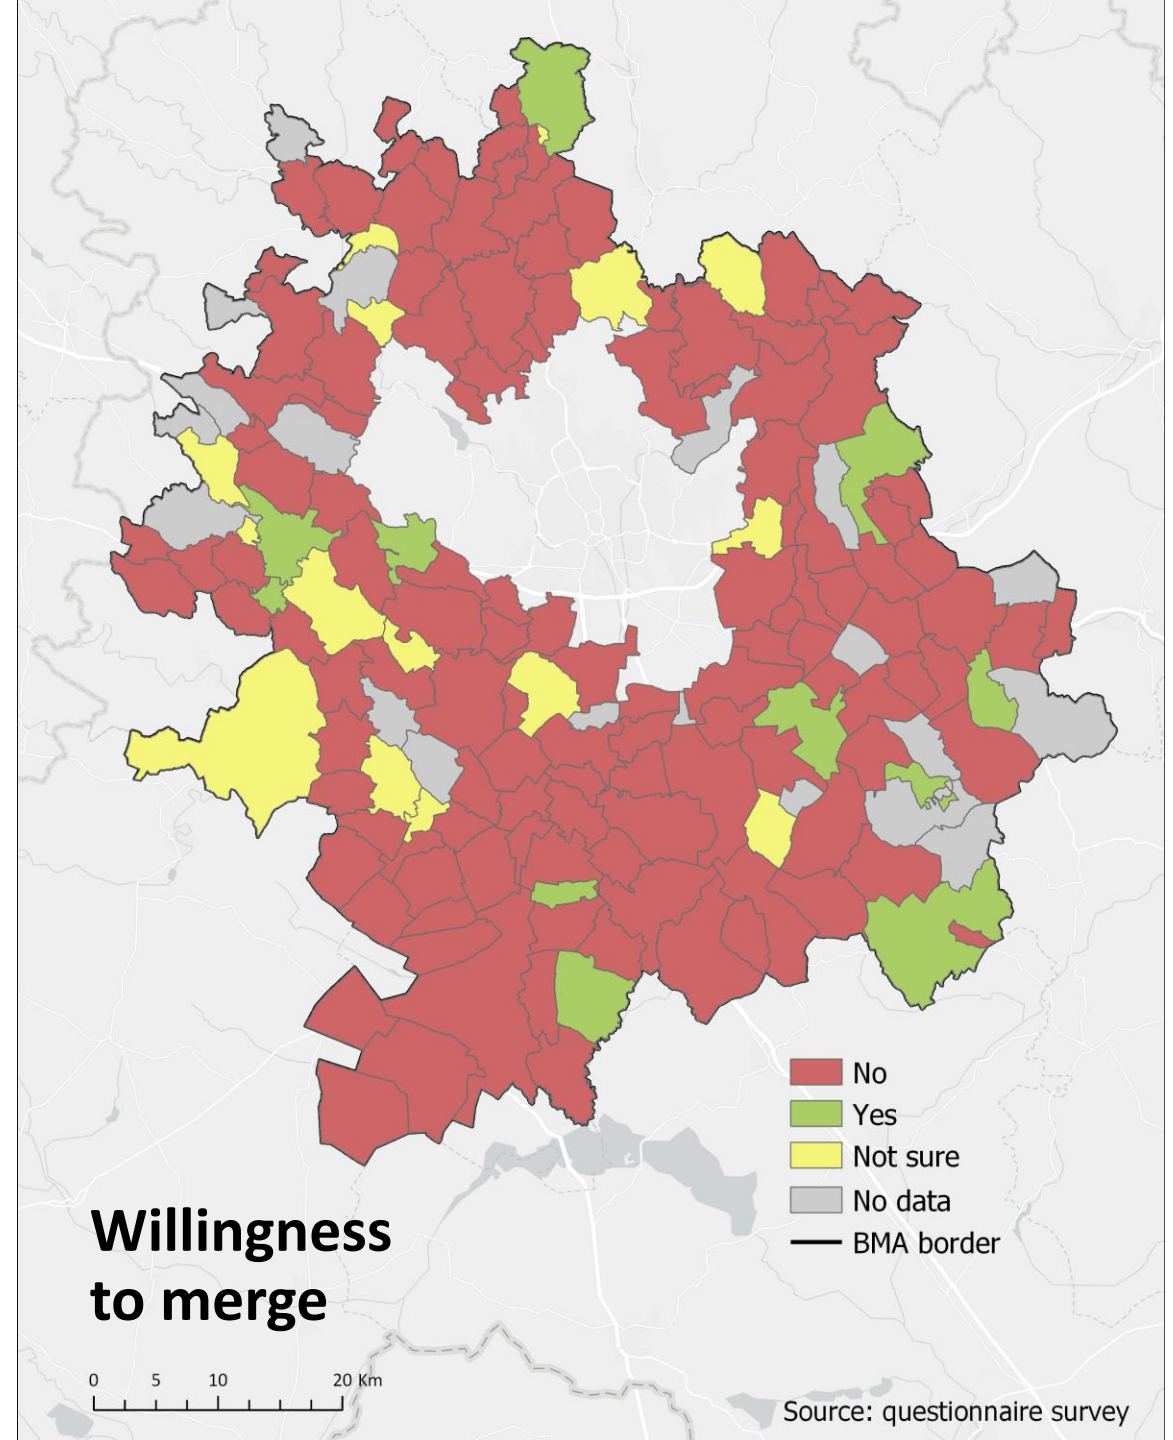 No
Yes
Not sure
No data
BMA border
Willingness
to merge
0 5 10 20 Km
Source: questionnaire survey